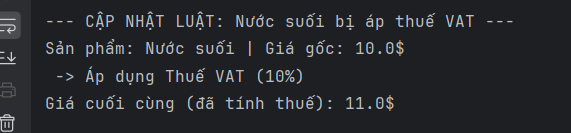 --- CẬP NHẬT LUẬT: Nước suối bị áp thuế VAT ---
Sản phẩm: Nước suối | Giá gốc: 10.0$
 -> Áp dụng Thuế VAT (10%)
Giá cuối cùng (đã tính thuế): 11.0$